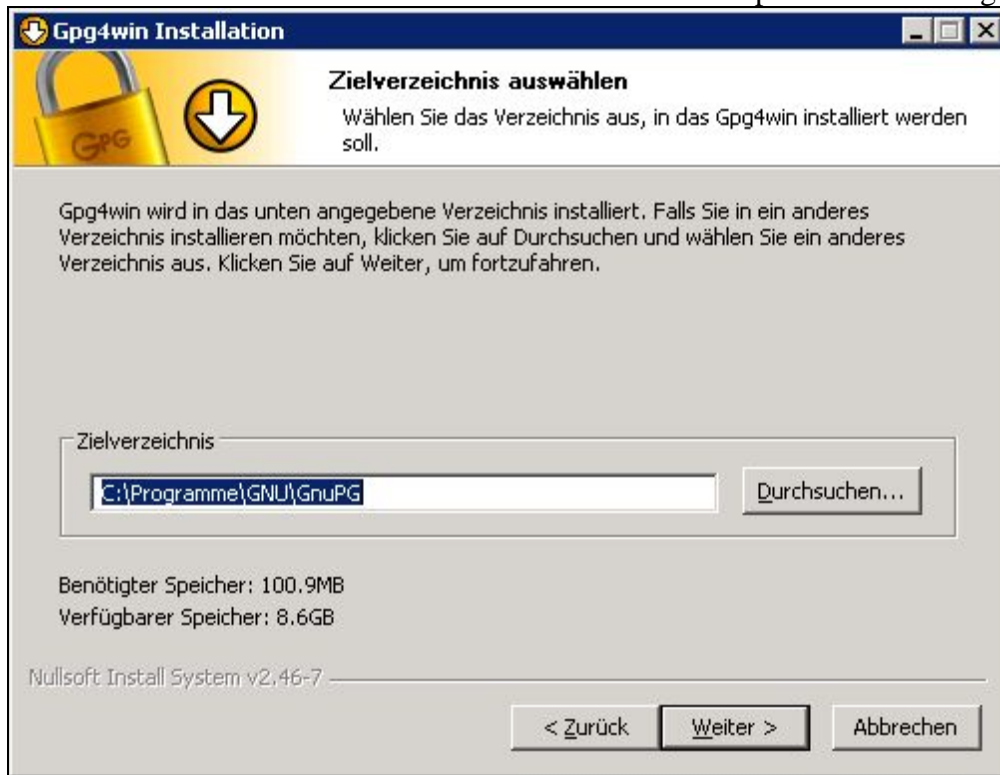 Gpg4win Installation
GPG
Zielverzeichnis auswählen
Wählen Sie das Verzeichnis aus, in das Gpg4win installiert werden
soll.
Gpg4win wird in das unten angegebene Verzeichnis installiert. Falls Sie in ein anderes
Verzeichnis installieren möchten, klicken Sie auf Durchsuchen und wählen Sie ein anderes
Verzeichnis aus. Klicken Sie auf Weiter, um fortzufahren.
Zielverzeichnis
C:\Programme\GNU\GnuPG
Durchsuchen...
Benötigter Speicher: 100.9MB
Verfügbarer Speicher: 8.6GB
Nullsoft Install System v2.46-7
< Zurück Weiter > Abbrechen